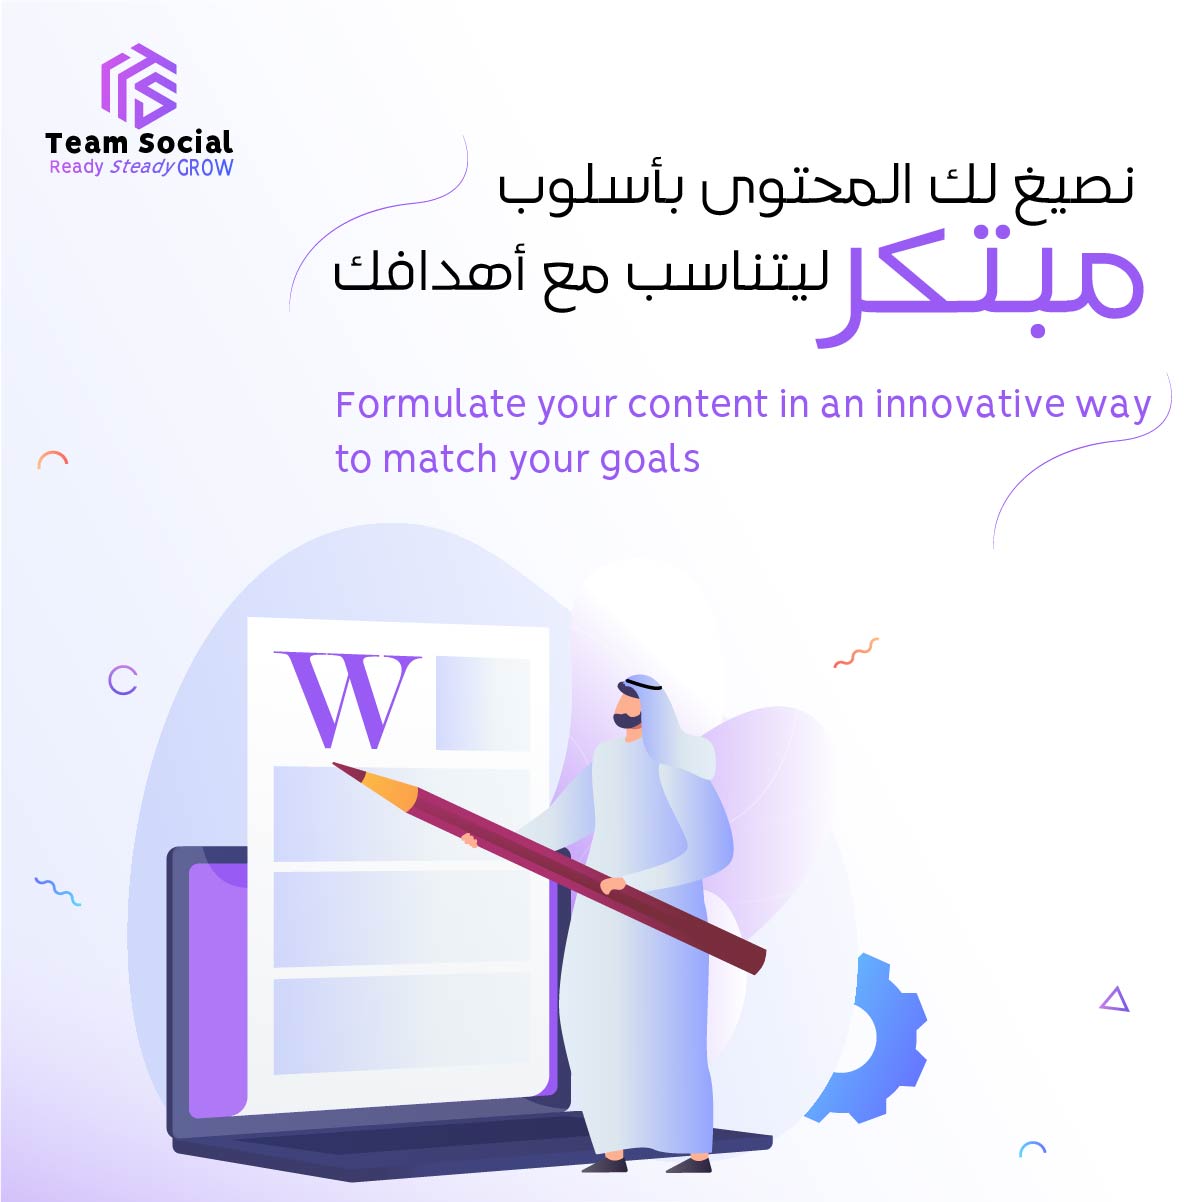 Team Social
Ready Steady GROW
نصيغ لك المحتوى بأسلوب
مبتكر ليتناسب مع أهدافك
Formulate your content in an innovative way
to match your goals
W